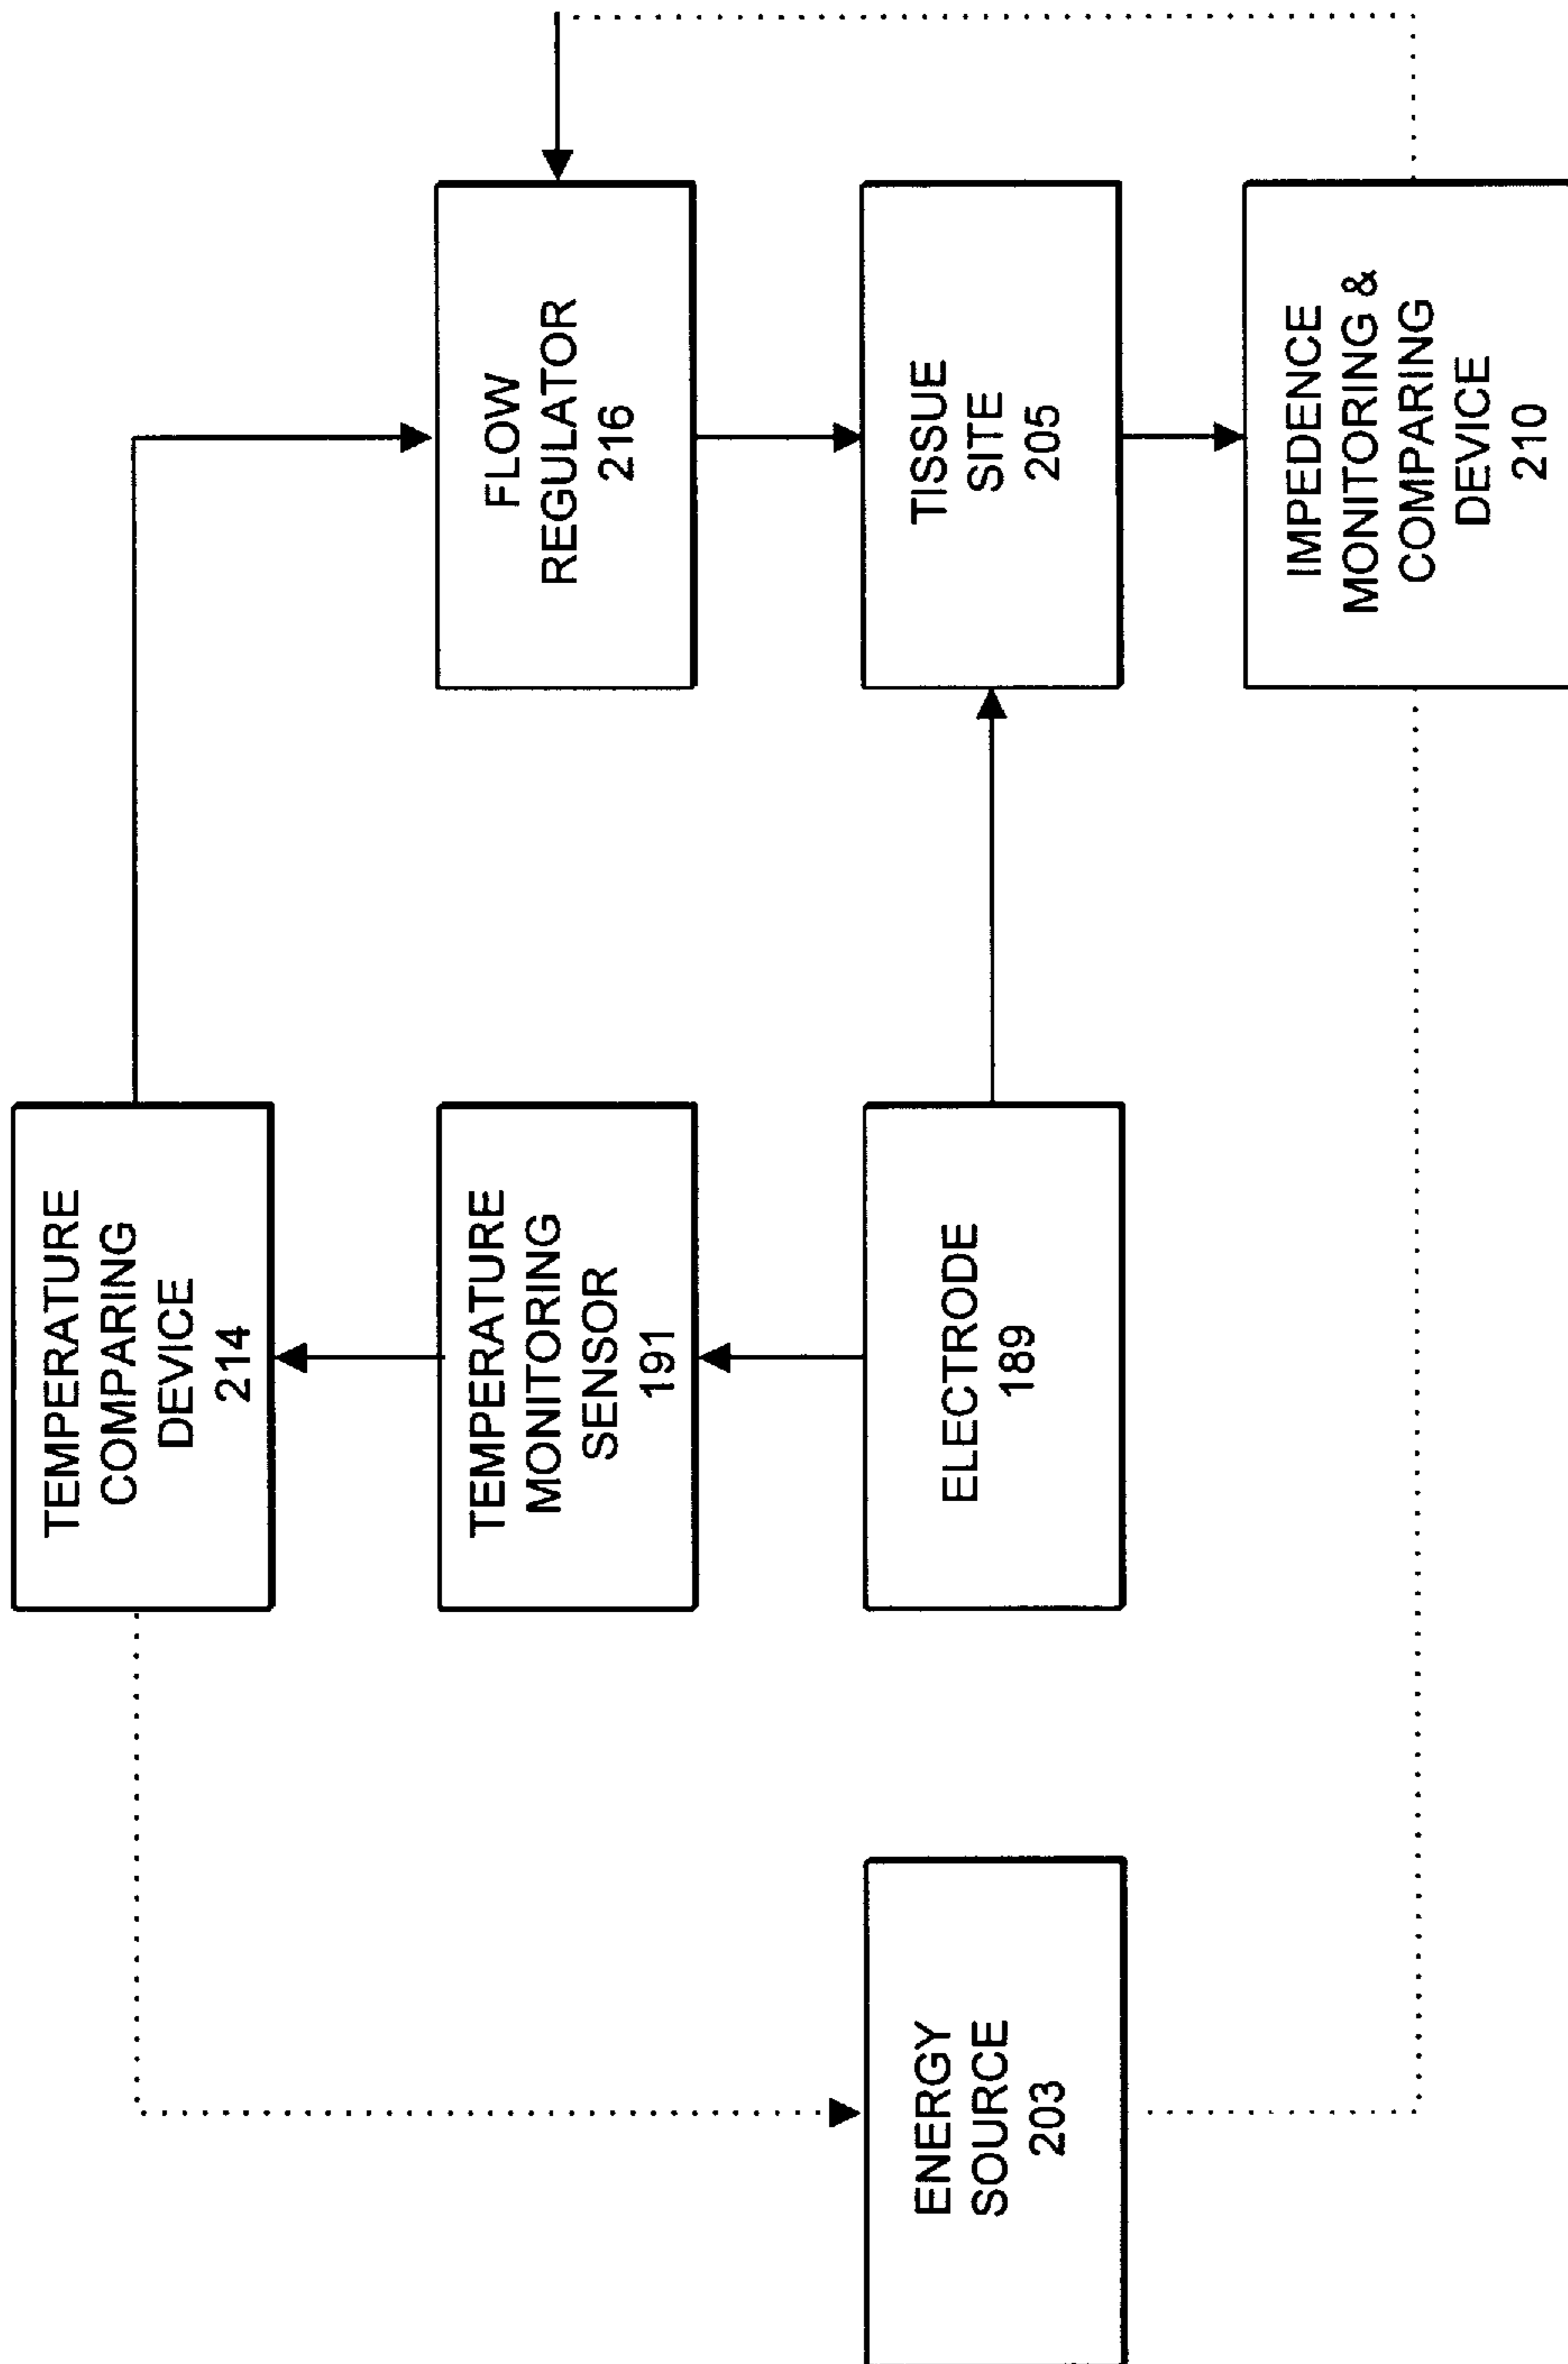 TEMPERATURE
COMPARING
DEVICE
214
TEMPERATURE
MONITORING
SENSOR
191
ELECTRODE
189
ENERGY
SOURCE
203
FLOW
REGULATOR
216
TISSUE
SITE
205
IMPEDENCE
MONITORING &
COMPARING
DEVICE
210